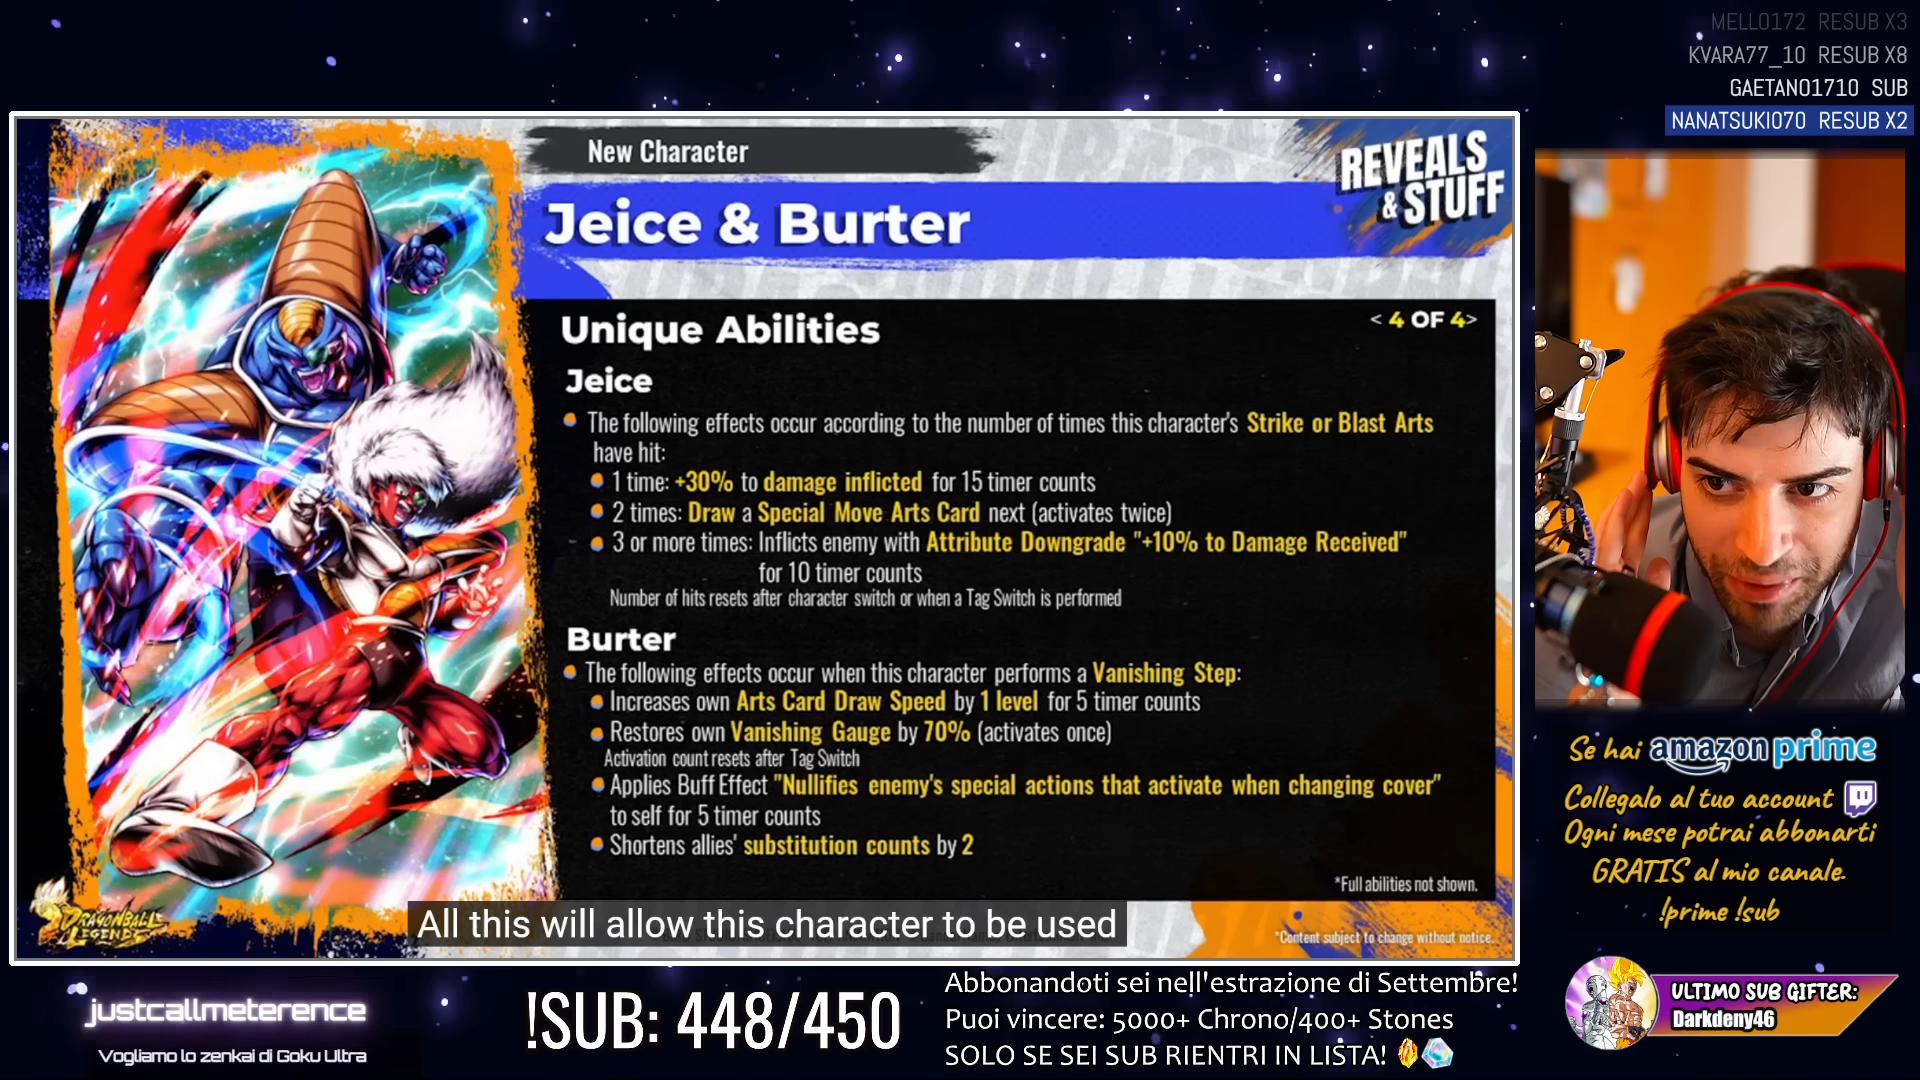 MELLO172 RESUB X3
KVARA77_10 RESUB X8
GAETANO1710 SUB
NANATSUKI070 RESUB X2
New Character
REVEALS
& STUFF
Jeice & Burter
Unique Abilities
< 4 OF 4>
Jeice
The following effects occur according to the number of times this character's Strike or Blast Arts
have hit:
1 time: +30% to damage inflicted for 15 timer counts
2 times: Draw a Special Move Arts Card next (activates twice)
3 or more times: Inflicts enemy with Attribute Downgrade "+10% to Damage Received"
for 10 timer counts
Number of hits resets after character switch or when a Tag Switch is performed
Burter
The following effects occur when this character performs a Vanishing Step:
Increases own Arts Card Draw Speed by 1 level for 5 timer counts
Restores own Vanishing Gauge by 70% (activates once)
Activation count resets after Tag Switch
Applies Buff Effect "Nullifies enemy's special actions that activate when changing cover"
to self for 5 timer counts
Shortens allies' substitution counts by 2
*Full abilities not shown.
DRAGONBALL
LEGENDS
All this will allow this character to be used
*Content subject to change without notice.
Se hai amazon prime
Collegalo al tuo account
Ogni mese potrai abbonarti
GRATIS al mio canale.
!prime !sub
justcallmeterence
Vogliamo lo zenkai di Goku Ultra
!SUB: 448/450
Abbonandoti sei nell'estrazione di Settembre!
Puoi vincere: 5000+ Chrono/400+ Stones
SOLO SE SEI SUB RIENTRI IN LISTA!
ULTIMO SUB GIFTER:
Darkdeny46